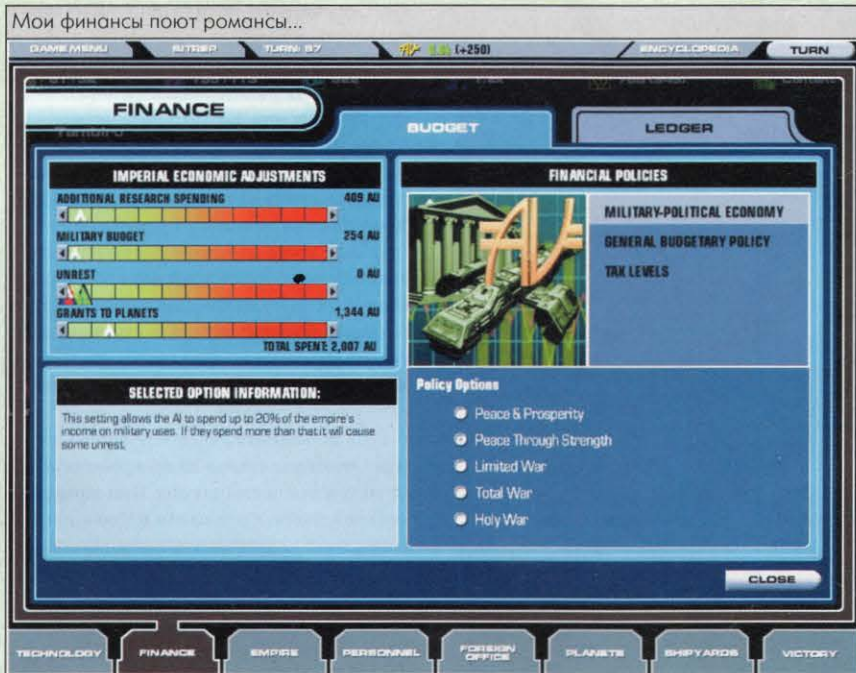 Мои финансы поют романсы...
GAME MENU
SITREP
TURN: 97
(+250)
ENCYCLOPEDIA
TURN
FINANCE
BUDGET
LEDGER
IMPERIAL ECONOMIC ADJUSTMENTS
ADDITIONAL RESEARCH SPENDING 409 AU
MILITARY BUDGET 254 AU
UNREST 0 AU
GRANTS TO PLANETS 1,344 AU
TOTAL SPENT: 2,007 AU
FINANCIAL POLICIES
MILITARY-POLITICAL ECONOMY
GENERAL BUDGETARY POLICY
TAX LEVELS
SELECTED OPTION INFORMATION:
This setting allows the AI to spend up to 20% of the empire's
income on military uses. If they spend more than that it will cause
some unrest.
Policy Options
Peace & Prosperity
Peace Through Strength
Limited War
Total War
Holy War
CLOSE
TECHNOLOGY
FINANCE
EMPIRE
PERSONNEL
FOREIGN
OFFICE
PLANETS
SHIPYARDS
VICTORY